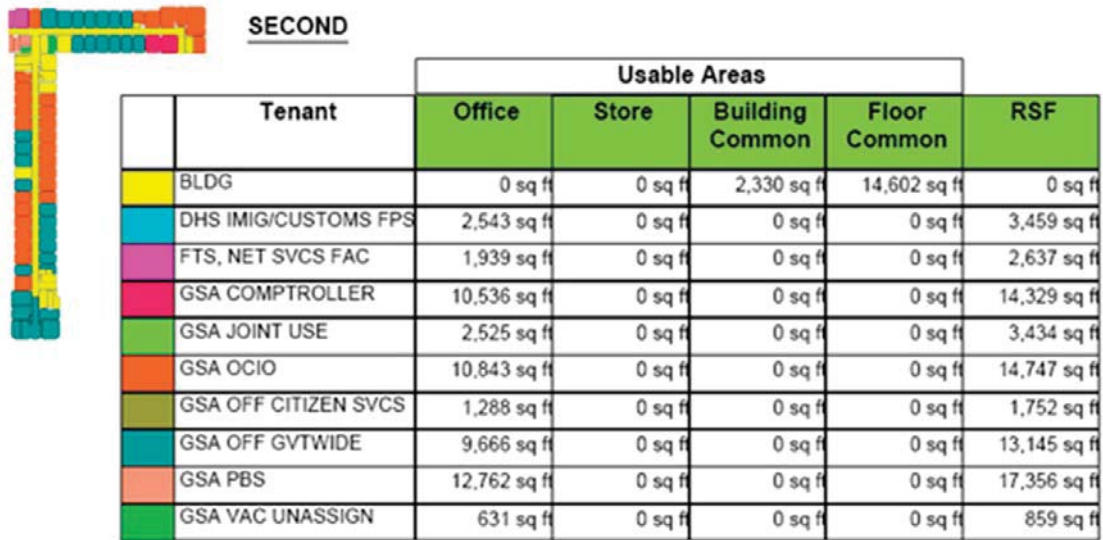 SECOND
Usable Areas
Tenant Office Store Building Common Floor Common RSF
BLDG 0 sq ft 0 sq ft 2,330 sq ft 14,602 sq ft 0 sq ft
DHS IMIG/CUSTOMS FPS 2,543 sq ft 0 sq ft 0 sq ft 0 sq ft 3,459 sq ft
FTS, NET SVCS FAC 1,939 sq ft 0 sq ft 0 sq ft 0 sq ft 2,637 sq ft
GSA COMPTROLLER 10,536 sq ft 0 sq ft 0 sq ft 0 sq ft 14,329 sq ft
GSA JOINT USE 2,525 sq ft 0 sq ft 0 sq ft 0 sq ft 3,434 sq ft
GSA OCIO 10,843 sq ft 0 sq ft 0 sq ft 0 sq ft 14,747 sq ft
GSA OFF CITIZEN SVCS 1,288 sq ft 0 sq ft 0 sq ft 0 sq ft 1,752 sq ft
GSA OFF GVTWIDE 9,666 sq ft 0 sq ft 0 sq ft 0 sq ft 13,145 sq ft
GSA PBS 12,762 sq ft 0 sq ft 0 sq ft 0 sq ft 17,356 sq ft
GSA VAC UNASSIGN 631 sq ft 0 sq ft 0 sq ft 0 sq ft 859 sq ft